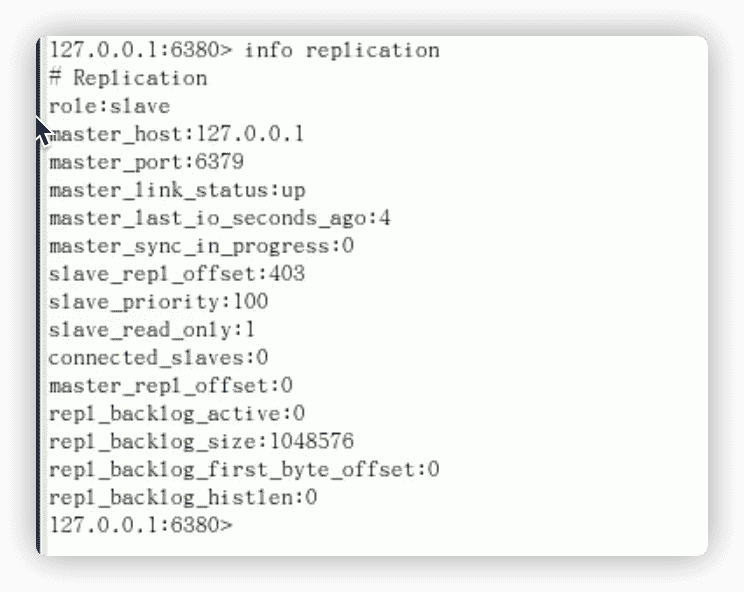 127.0.0.1:6380> info replication
# Replication
role:slave
master_host:127.0.0.1
master_port:6379
master_link_status:up
master_last_io_seconds_ago:4
master_sync_in_progress:0
slave_repl_offset:403
slave_priority:100
slave_read_only:1
connected_slaves:0
master_repl_offset:0
repl_backlog_active:0
repl_backlog_size:1048576
repl_backlog_first_byte_offset:0
repl_backlog_histlen:0
127.0.0.1:6380>